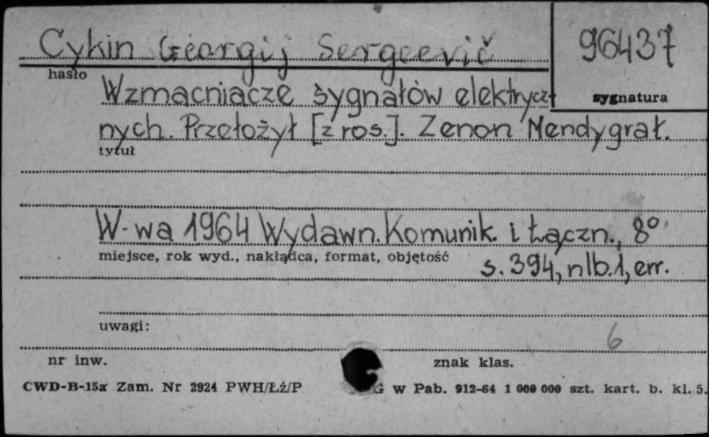 Cykin Georgij Sergeevič
96437
hasło
sygnatura
Wzmacniacze sygnałów elektrycz-
nych. Przełożył [z ros.]. Zenon Mendygrał.
tytuł
W-wa 1964 Wydawn. Komunik. i Łączn., 8°
miejsce, rok wyd., nakładca, format, objętość
s. 394, nlb. 1, err.
uwagi:
6
nr inw.
znak klas.
CWD-B-15a Zam. Nr 2924 PWH/Łź/P
G w Pab. 912-64 1 000 000 szt. kart. b. kl. 5.